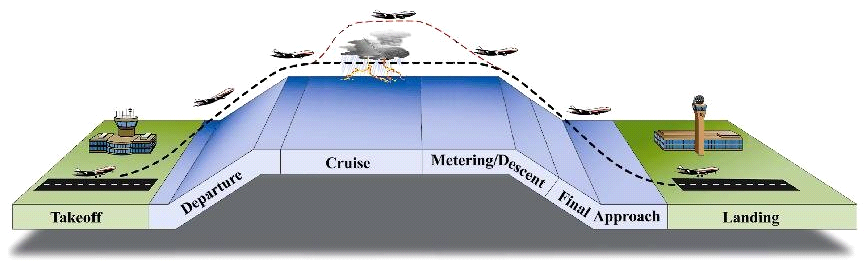 Takeoff
Departure
Cruise
Metering/Descent
Final Approach
Landing